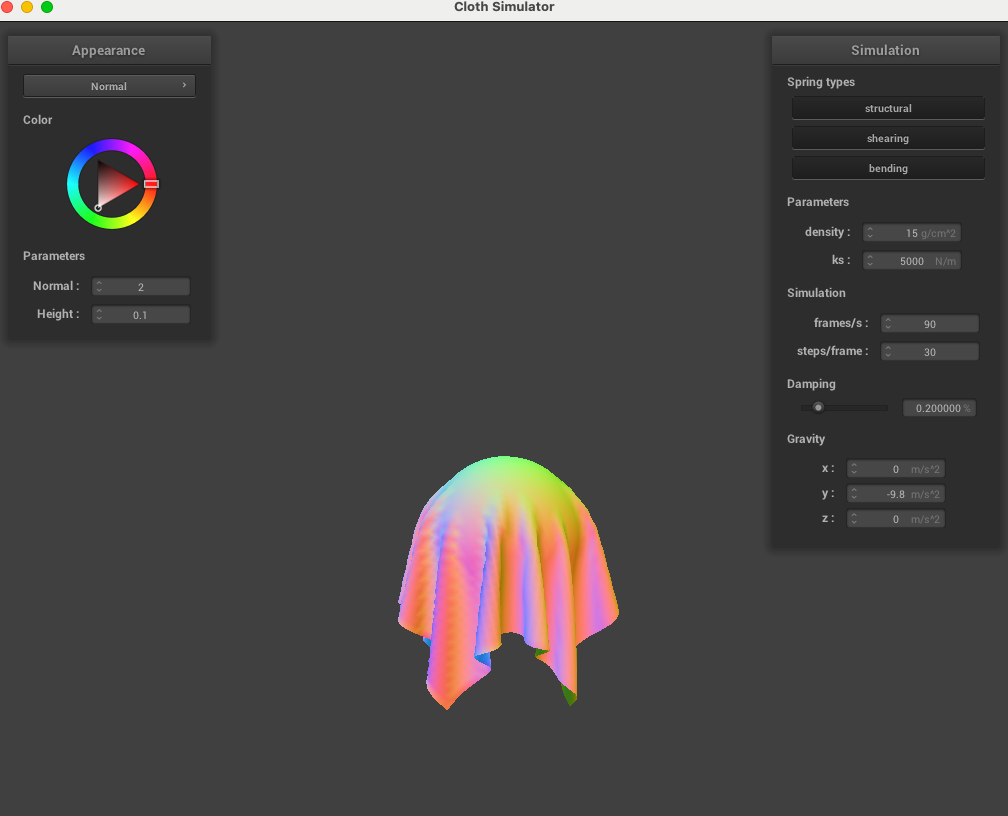 Cloth Simulator
Appearance
Normal
Color
Parameters
Normal : 2
Height : 0.1
Simulation
Spring types
structural
shearing
bending
Parameters
density : 15 g/cm^2
ks : 5000 N/m
Simulation
frames/s : 90
steps/frame : 30
Damping
0.200000 %
Gravity
x : 0 m/s^2
y : -9.8 m/s^2
z : 0 m/s^2